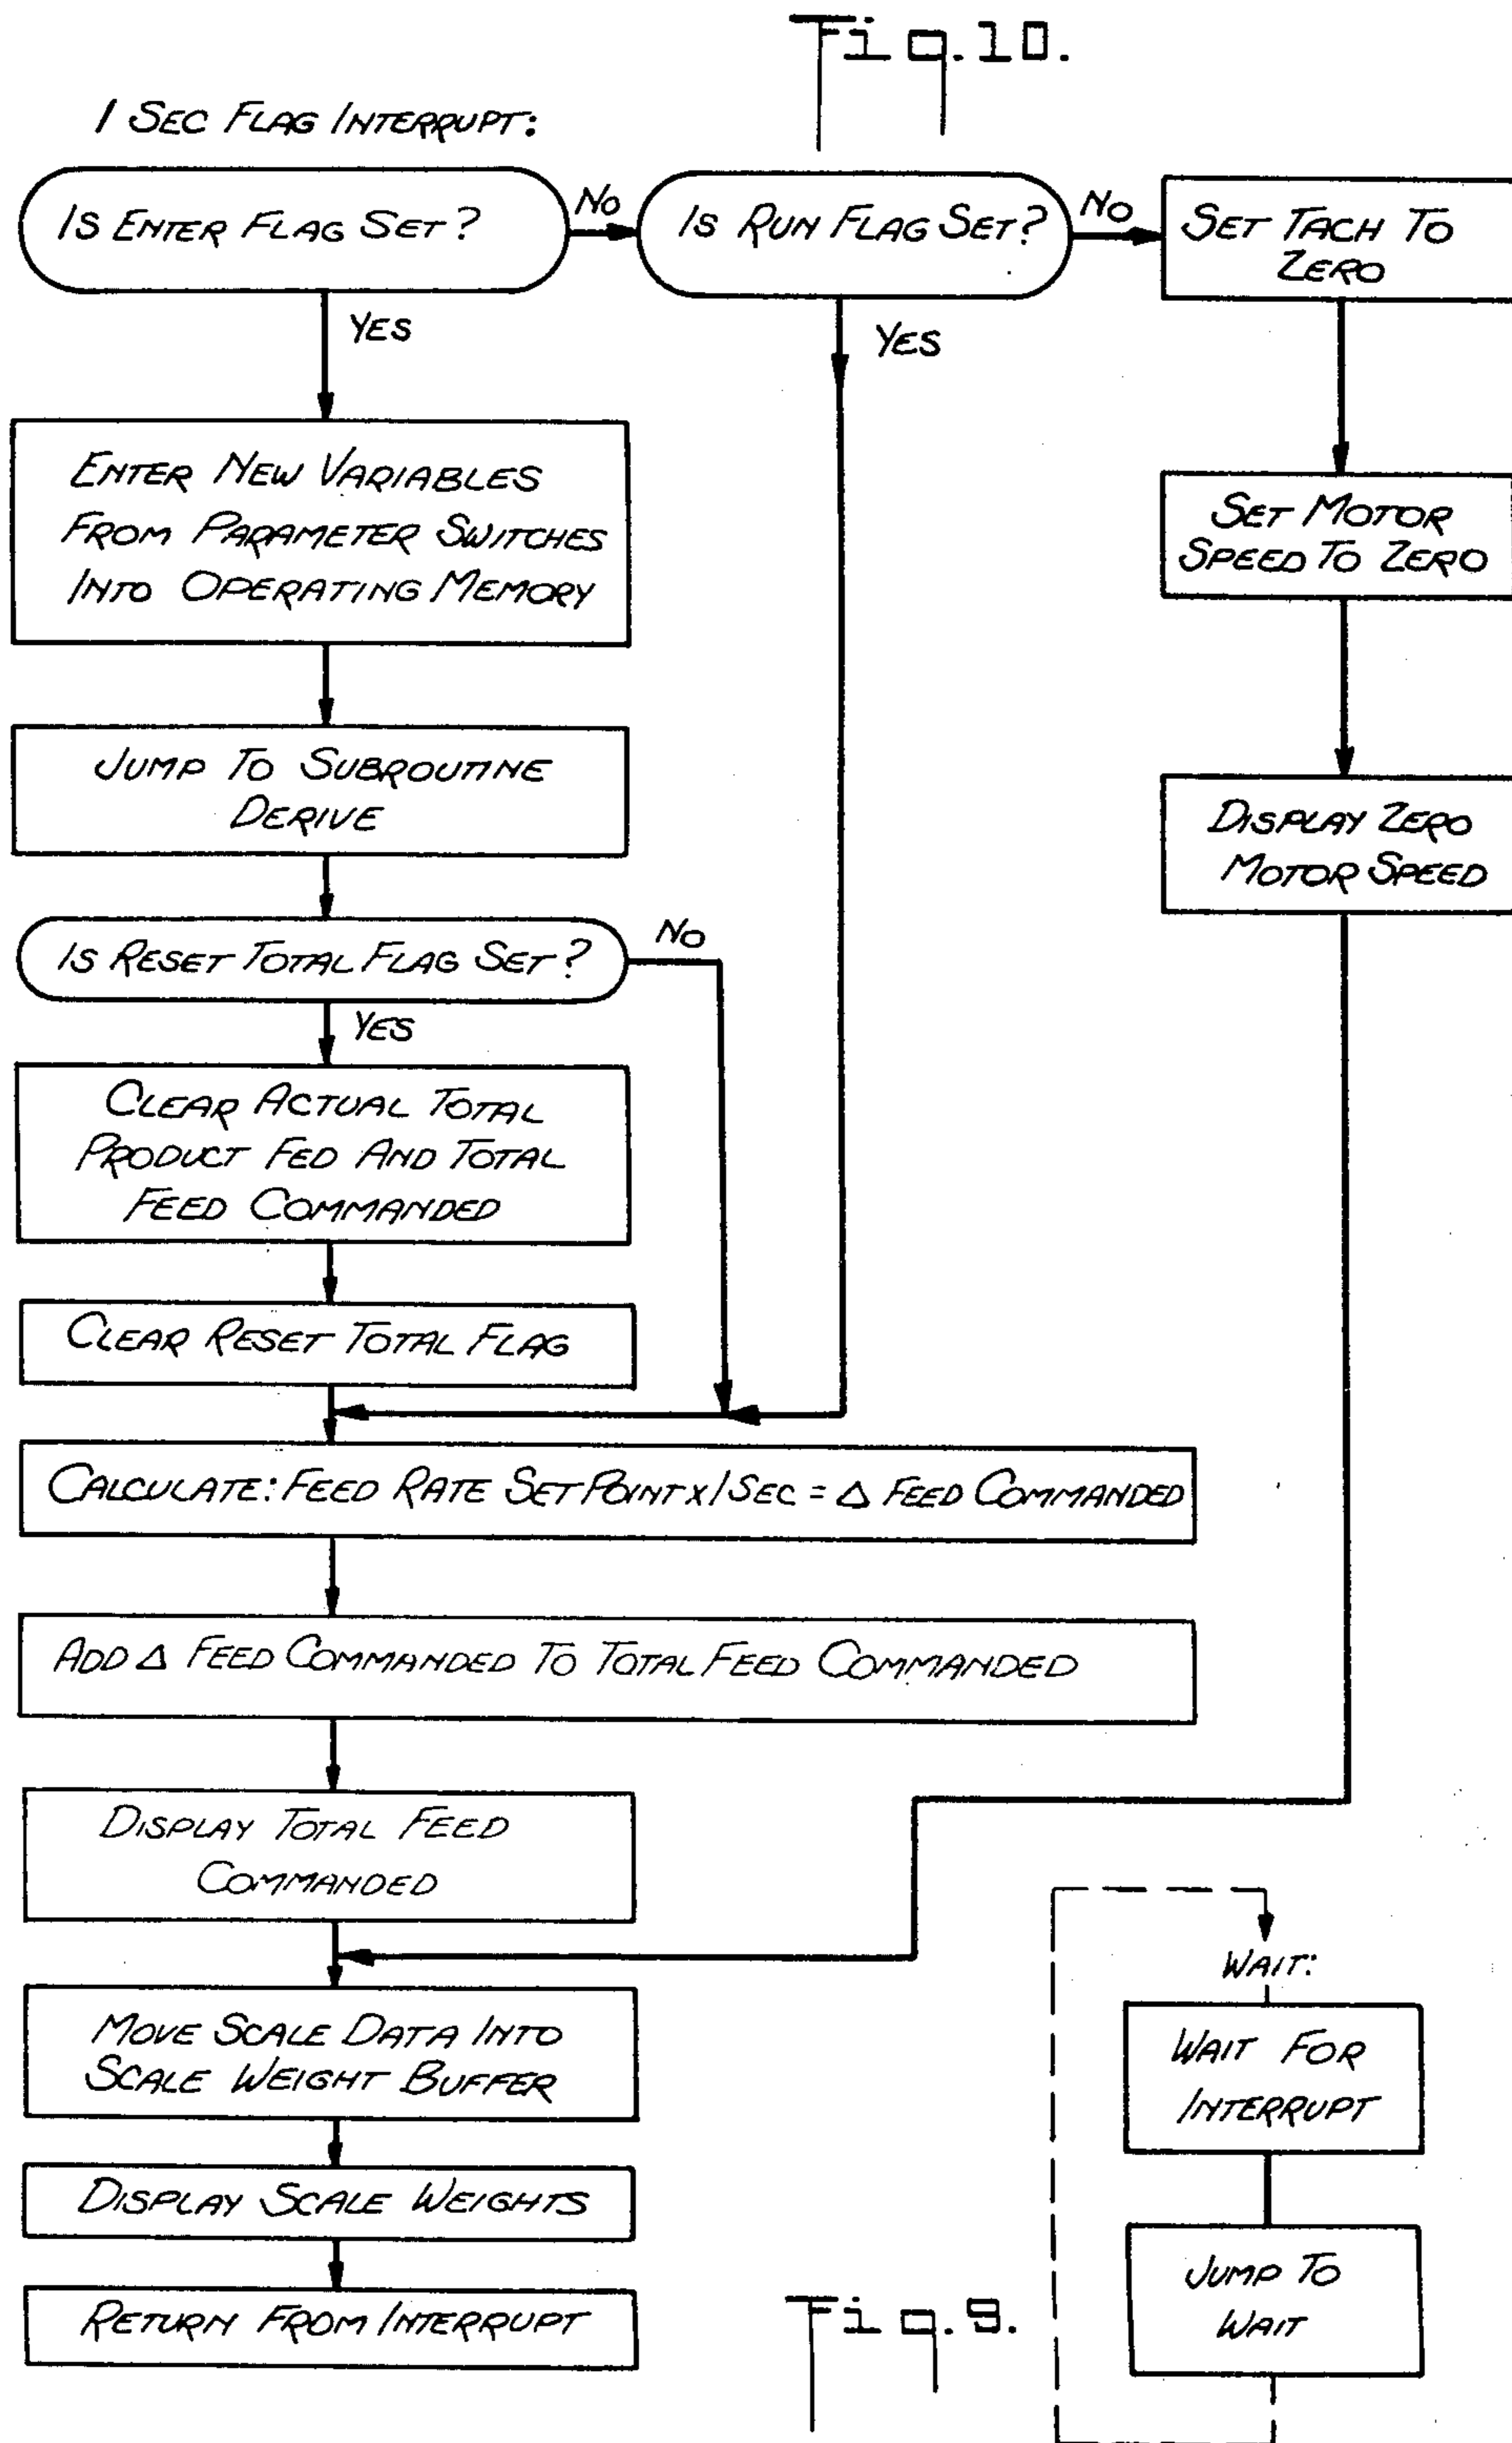 Fig.10.
1 SEC FLAG INTERRUPT:
IS ENTER FLAG SET?
NO
IS RUN FLAG SET?
NO
SET TACH TO
ZERO
YES
YES
ENTER NEW VARIABLES
FROM PARAMETER SWITCHES
INTO OPERATING MEMORY
SET MOTOR
SPEED TO ZERO
JUMP TO SUBROUTINE
DERIVE
DISPLAY ZERO
MOTOR SPEED
IS RESET TOTAL FLAG SET?
NO
YES
CLEAR ACTUAL TOTAL
PRODUCT FED AND TOTAL
FEED COMMANDED
CLEAR RESET TOTAL FLAG
CALCULATE: FEED RATE SET POINT x 1 SEC = Δ FEED COMMANDED
ADD Δ FEED COMMANDED TO TOTAL FEED COMMANDED
DISPLAY TOTAL FEED
COMMANDED
MOVE SCALE DATA INTO
SCALE WEIGHT BUFFER
DISPLAY SCALE WEIGHTS
RETURN FROM INTERRUPT
WAIT:
WAIT FOR
INTERRUPT
JUMP TO
WAIT
Fig.9.